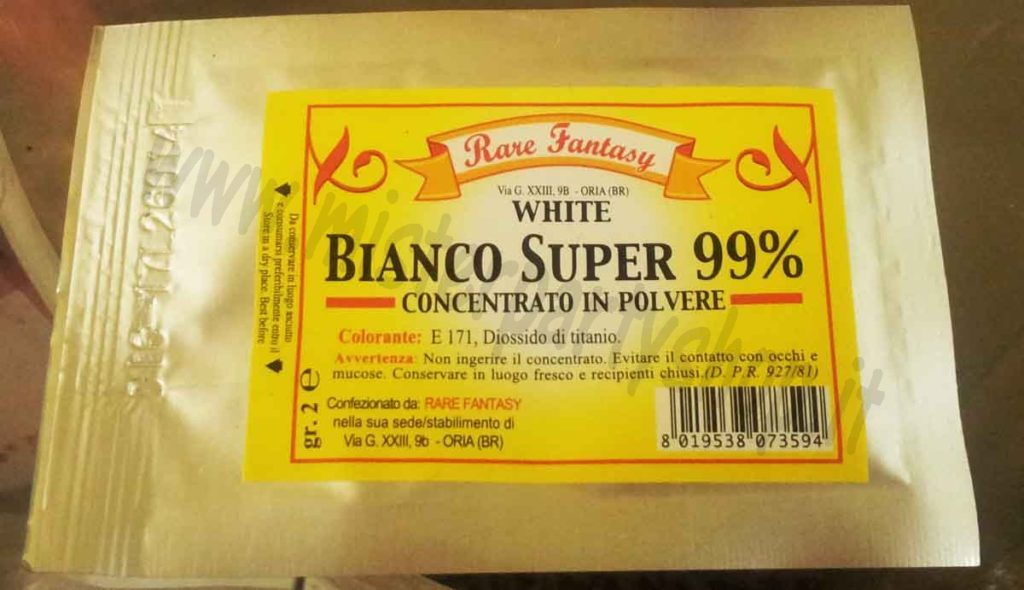 Rare Fantasy
Via G. XXIII, 9B - ORIA (BR)
WHITE
BIANCO SUPER 99%
CONCENTRATO IN POLVERE
Colorante: E 171, Diossido di titanio.
Avvertenza: Non ingerire il concentrato. Evitare il contatto con occhi e
mucose. Conservare in luogo fresco e recipienti chiusi.(D. P.R. 927/81)
gr. 2 e
Confezionato da: RARE FANTASY
nella sua sede/stabilimento di
Via G. XXIII, 9b - ORIA (BR)
8 019538 073594
Da conservare in luogo asciutto
e consumarsi preferibilmente entro il
Store in a dry place. Best before